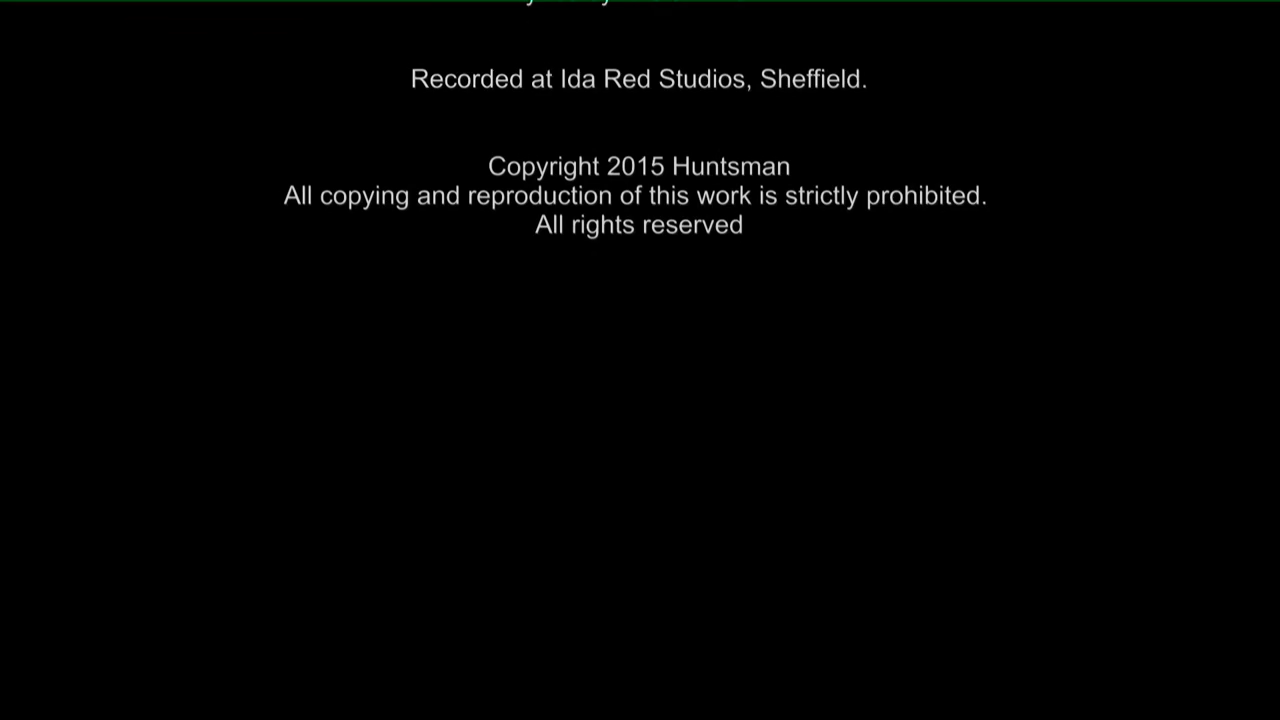 Recorded at Ida Red Studios, Sheffield.
Copyright 2015 Huntsman
All copying and reproduction of this work is strictly prohibited.
All rights reserved